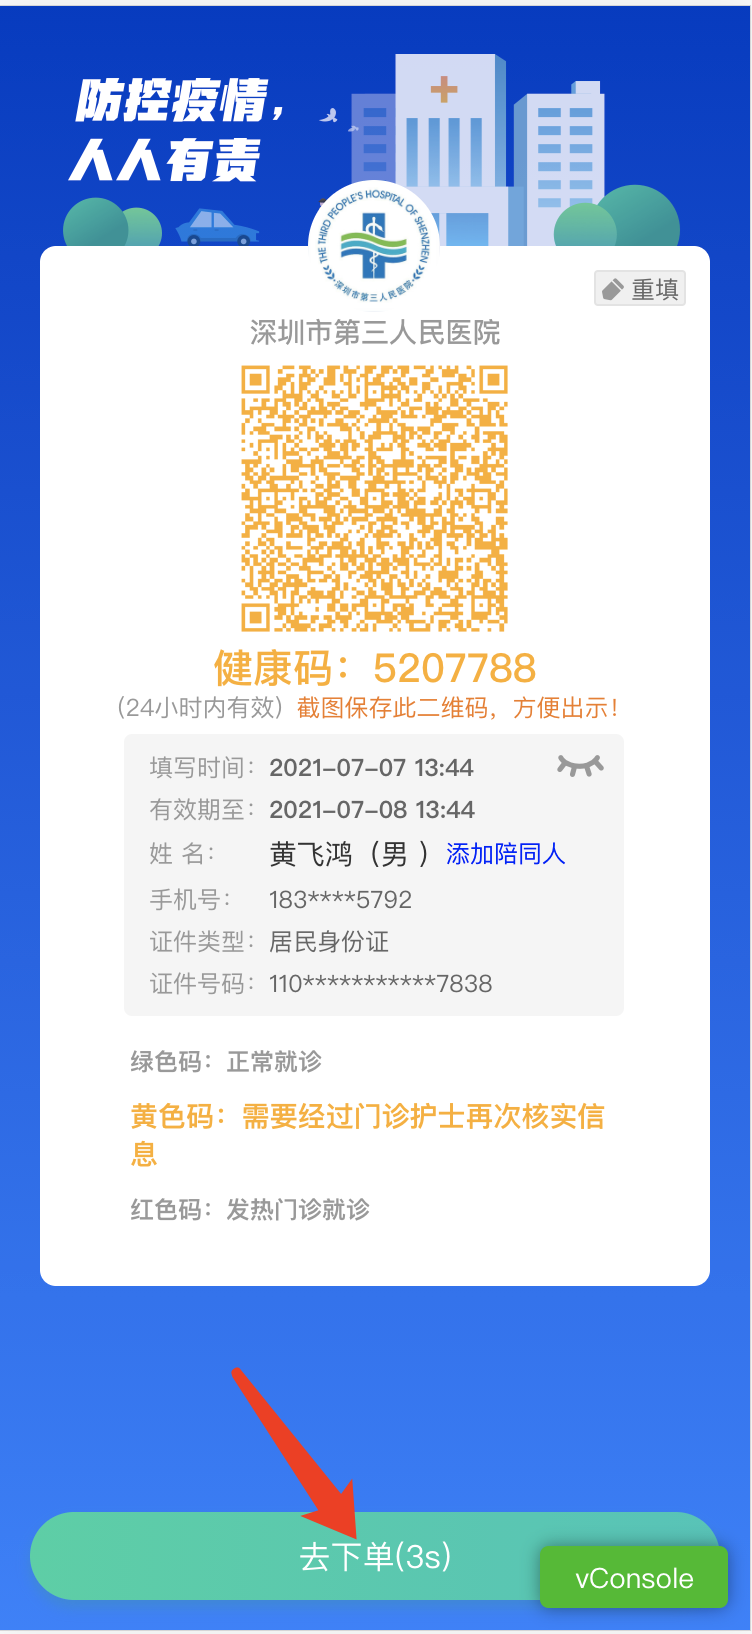 防控疫情,
人人有责
THE THIRD PEOPLE'S HOSPITAL OF SHENZHEN
深圳市第三人民医院
重填
深圳市第三人民医院
健康码：5207788
(24小时内有效) 截图保存此二维码，方便出示!
填写时间： 2021-07-07 13:44
有效期至： 2021-07-08 13:44
姓 名： 黄飞鸿（男 ） 添加陪同人
手机号： 183****5792
证件类型： 居民身份证
证件号码： 110***********7838
绿色码：正常就诊
黄色码：需要经过门诊护士再次核实信
息
红色码：发热门诊就诊
去下单(3s)
vConsole